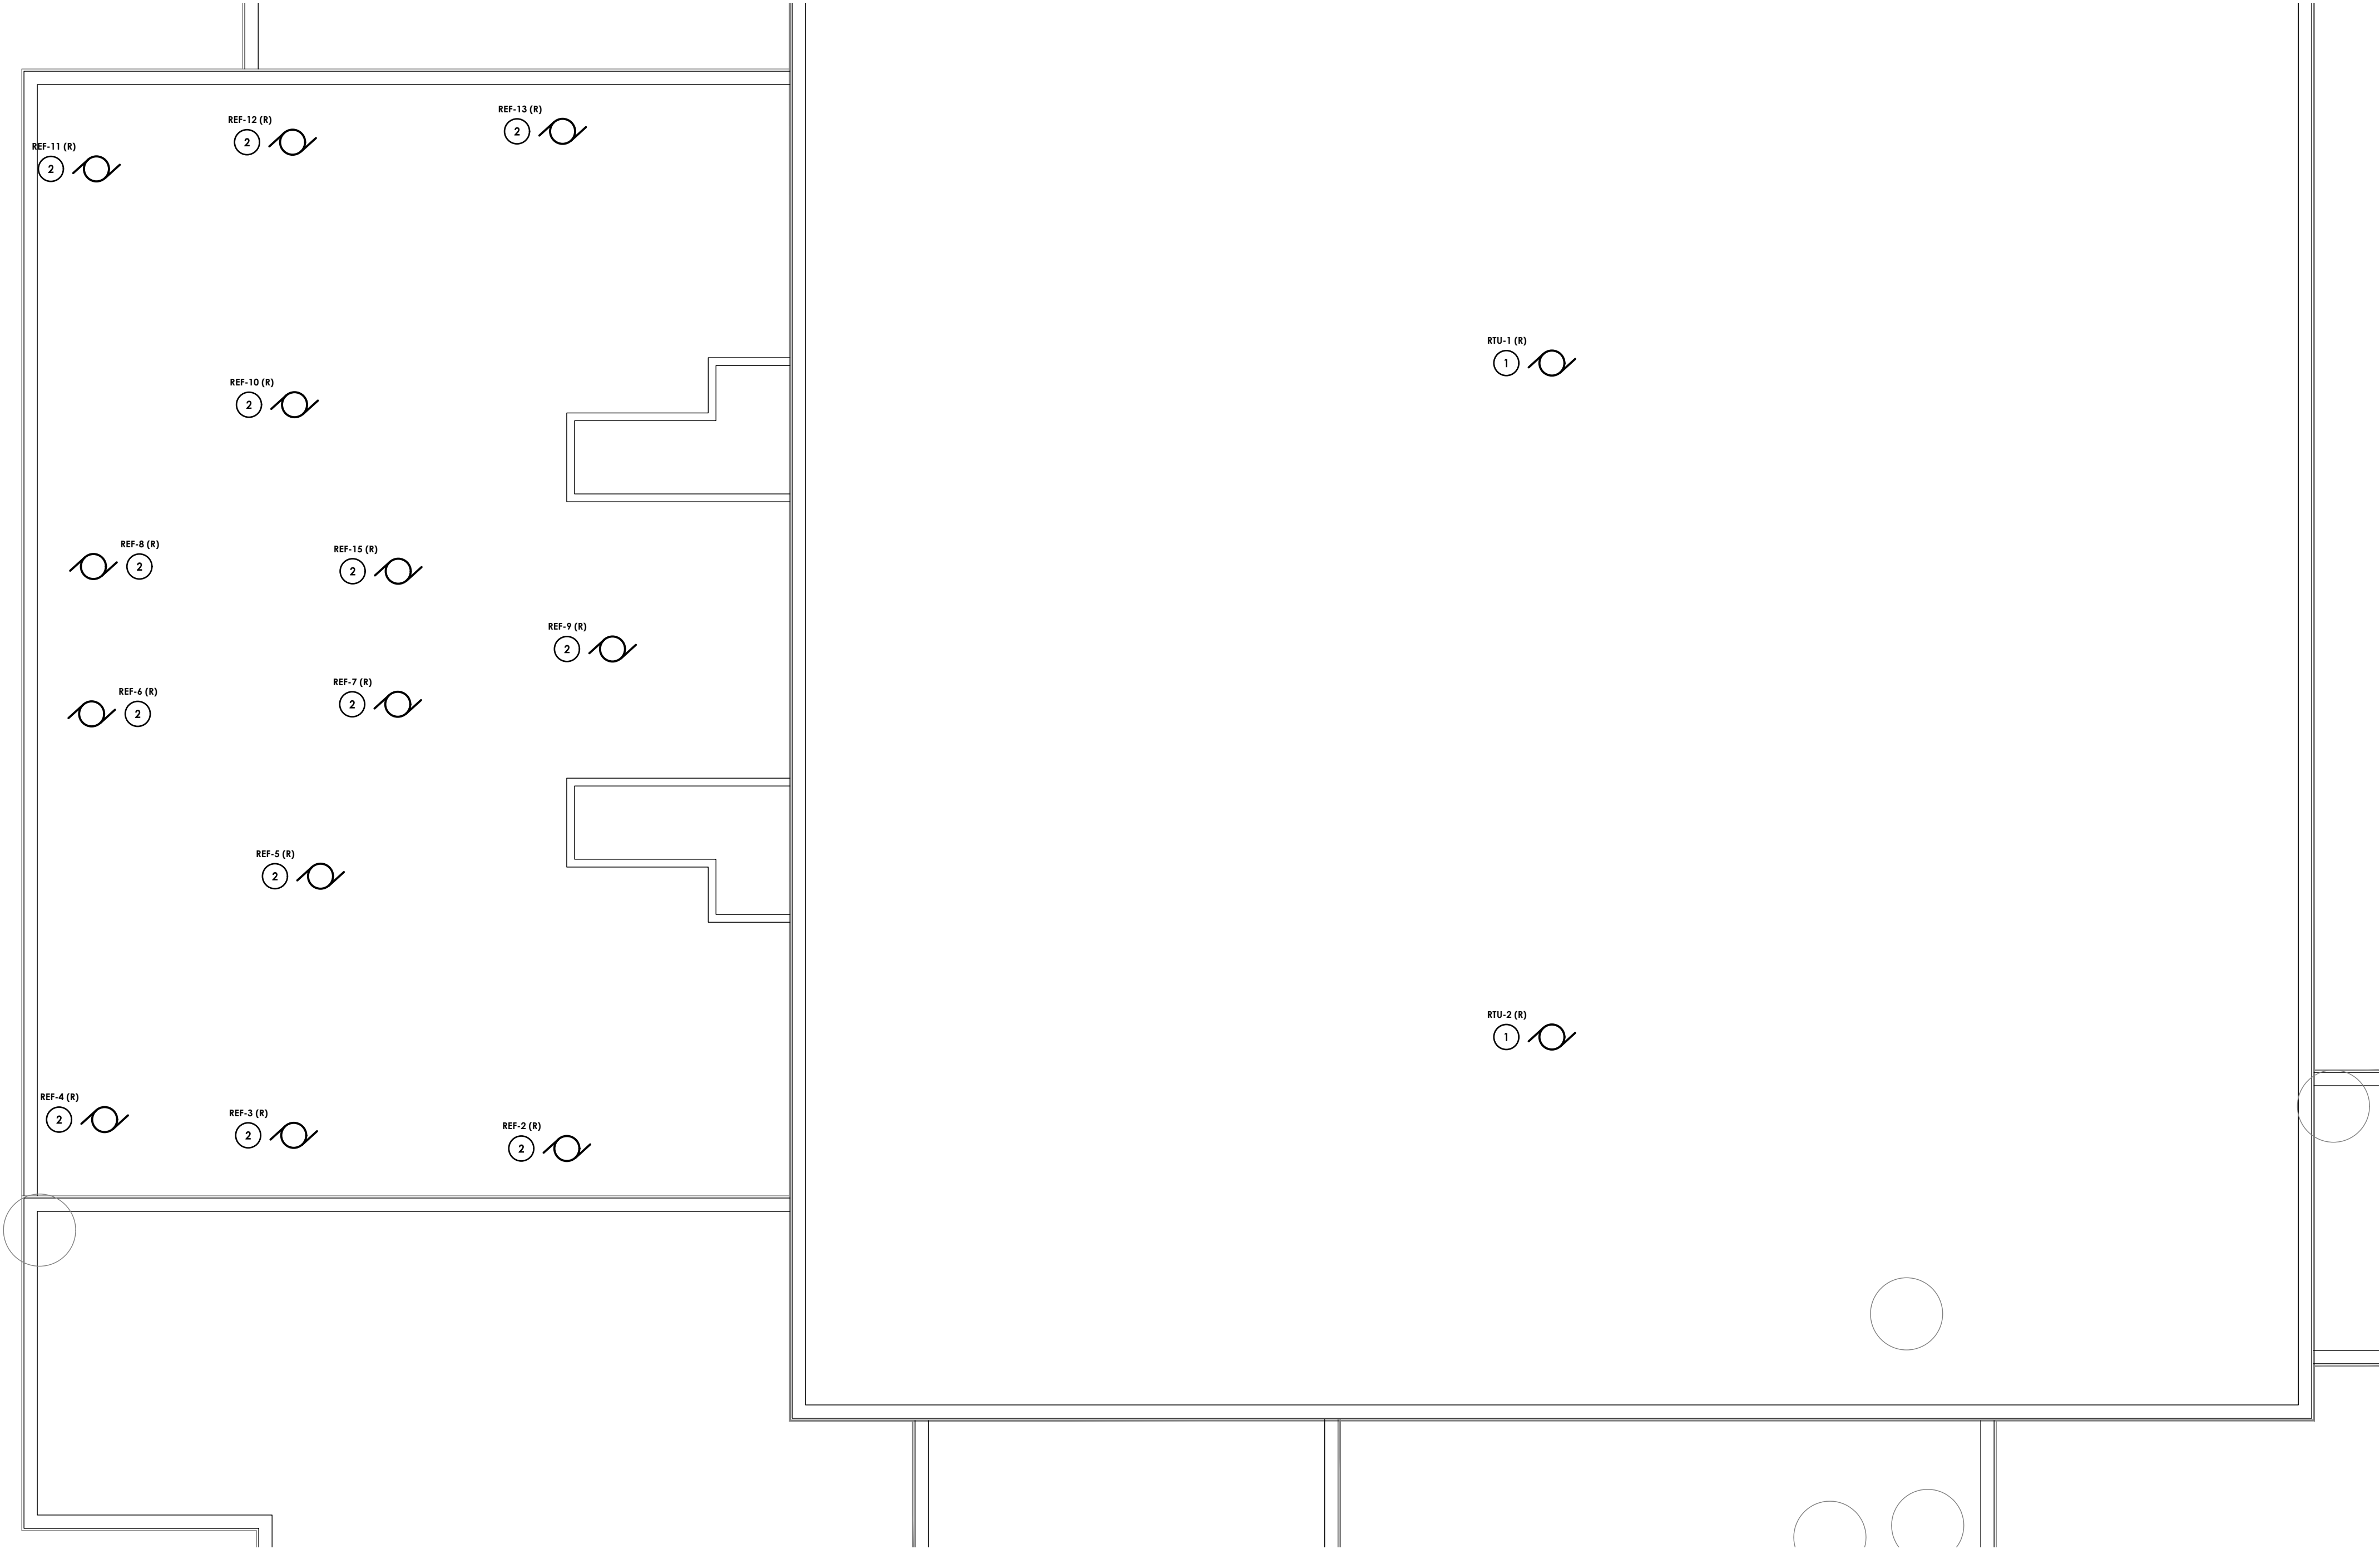 REF-13 (R)
2
REF-12 (R)
2
REF-11 (R)
2
RTU-1 (R)
1
REF-10 (R)
2
REF-8 (R)
2
REF-15 (R)
2
REF-9 (R)
2
REF-7 (R)
2
REF-6 (R)
2
REF-5 (R)
2
RTU-2 (R)
1
REF-4 (R)
2
REF-3 (R)
2
REF-2 (R)
2